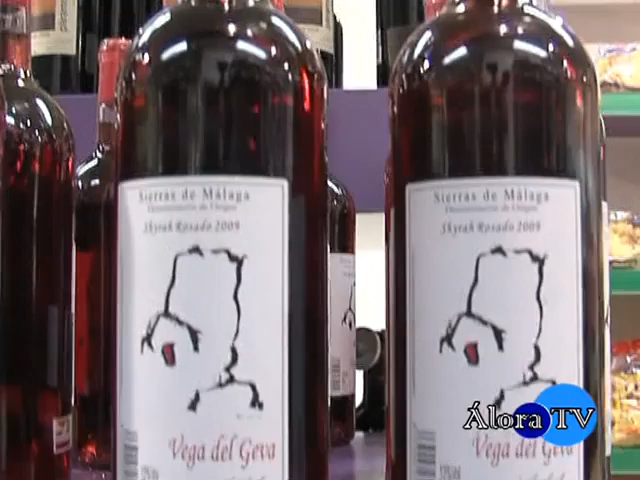 Sierras de Málaga
Denominación de Origen
Shyrah Rosado 2009
Vega del Geva
Sierras de Málaga
Denominación de Origen
Shyrah Rosado 2009
Vega del Geva
Álora TV